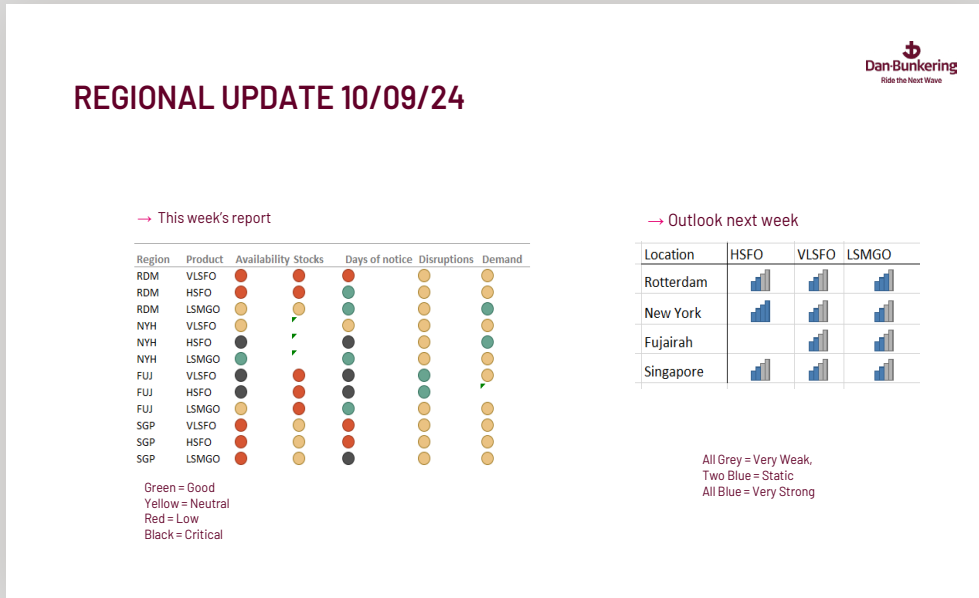 Dan-Bunkering
Ride the Next Wave
REGIONAL UPDATE 10/09/24
→ This week's report
Region Product Availability Stocks Days of notice Disruptions Demand
RDM VLSFO
RDM HSFO
RDM LSMGO
NYH VLSFO
NYH HSFO
NYH LSMGO
FUJ VLSFO
FUJ HSFO
FUJ LSMGO
SGP VLSFO
SGP HSFO
SGP LSMGO
Green = Good
Yellow = Neutral
Red = Low
Black = Critical
→ Outlook next week
Location HSFO VLSFO LSMGO
Rotterdam
New York
Fujairah
Singapore
All Grey = Very Weak,
Two Blue = Static
All Blue = Very Strong